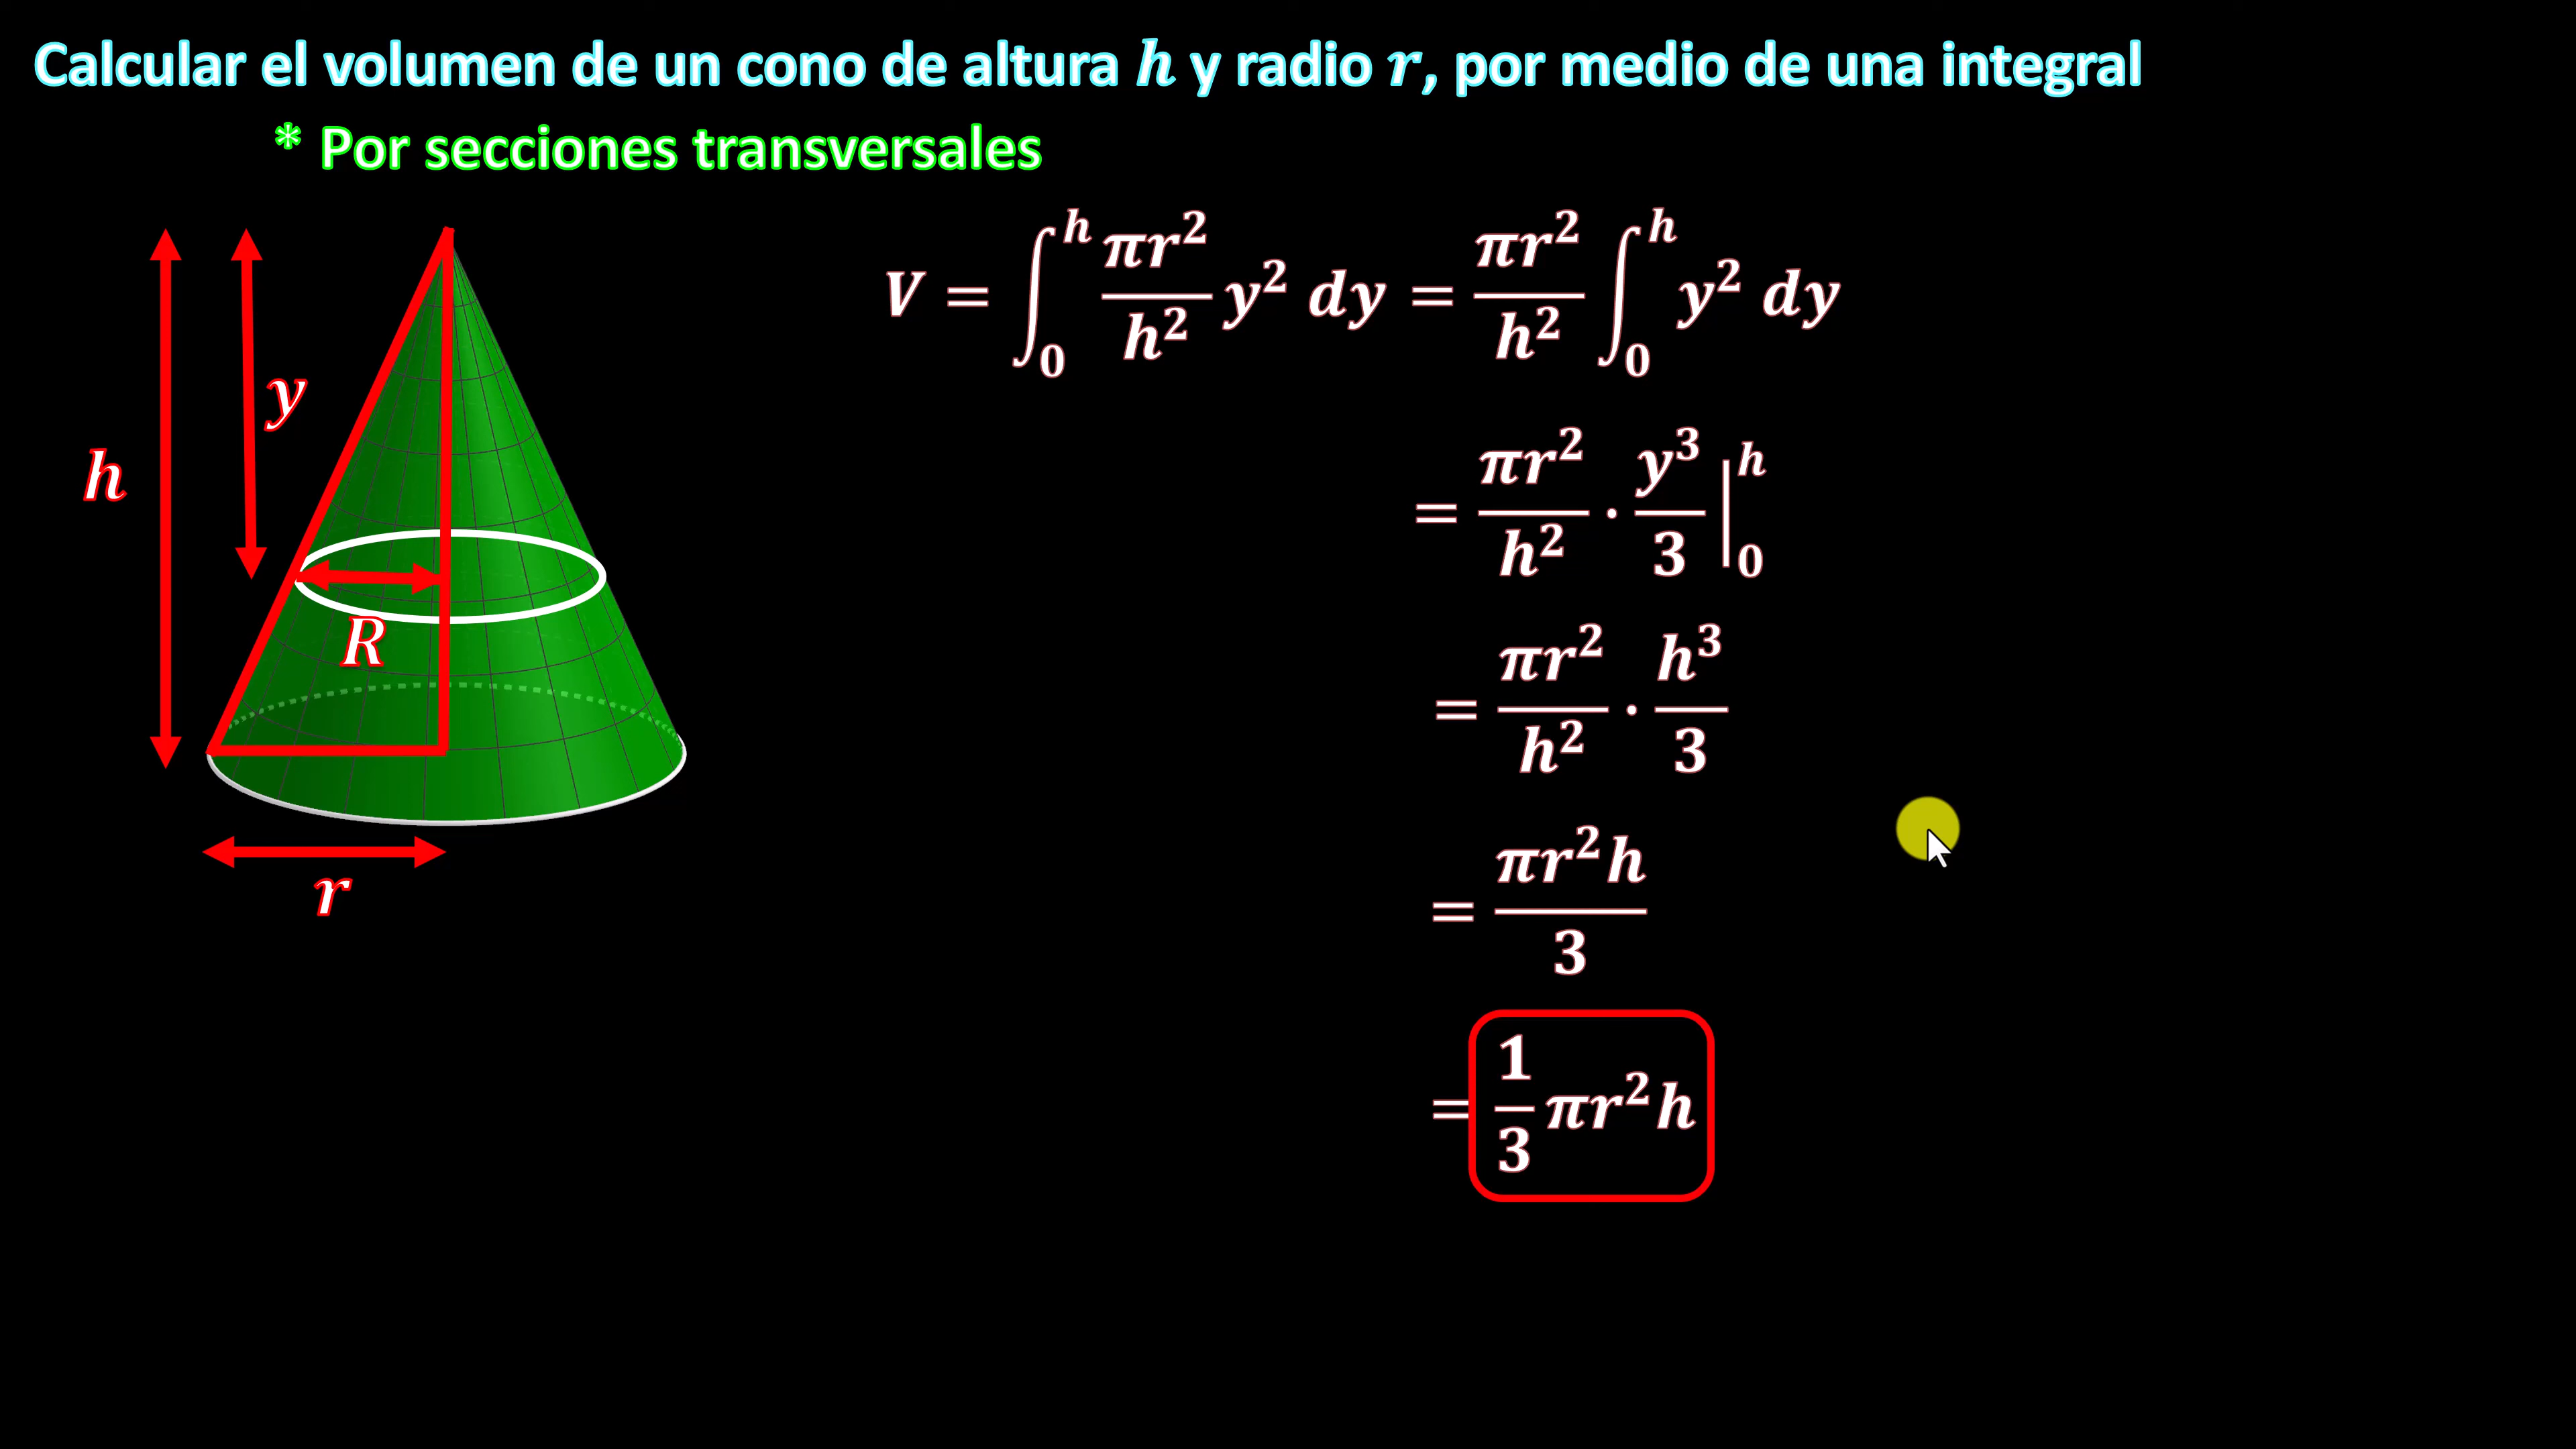 Calcular el volumen de un cono de altura h y radio r, por medio de una integral
* Por secciones transversales
V = ∫₀ʰ (πr²/h²) y² dy = (πr²/h²) ∫₀ʰ y² dy
= (πr²/h²) · (y³/3) |₀ʰ
= (πr²/h²) · (h³/3)
= πr²h/3
= (1/3) πr²h
y
h
R
r